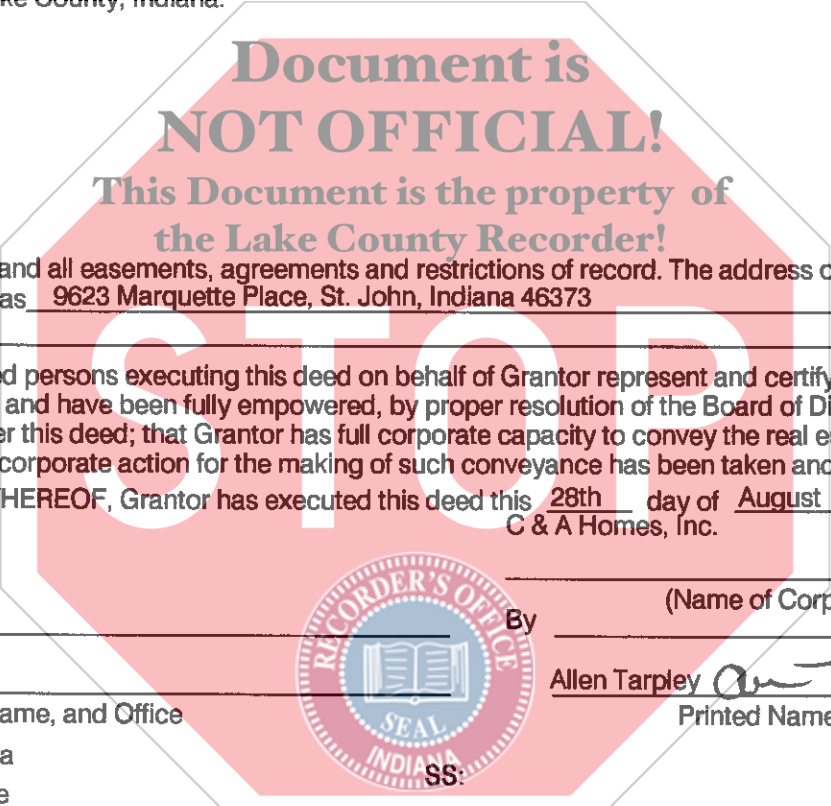 ke County, Indiana.
Document is
NOT OFFICIAL!
This Document is the property of
the Lake County Recorder!
and all easements, agreements and restrictions of record. The address o
as 9623 Marquette Place, St. John, Indiana 46373
STOP
d persons executing this deed on behalf of Grantor represent and certify
and have been fully empowered, by proper resolution of the Board of Di
er this deed; that Grantor has full corporate capacity to convey the real es
corporate action for the making of such conveyance has been taken and
HEREOF, Grantor has executed this deed this 28th day of August
C & A Homes, Inc.
(Name of Corp
By
RECORDER'S OFFICE
SEAL
INDIANA
Allen Tarpley
ame, and Office
Printed Name
a
SS:
e